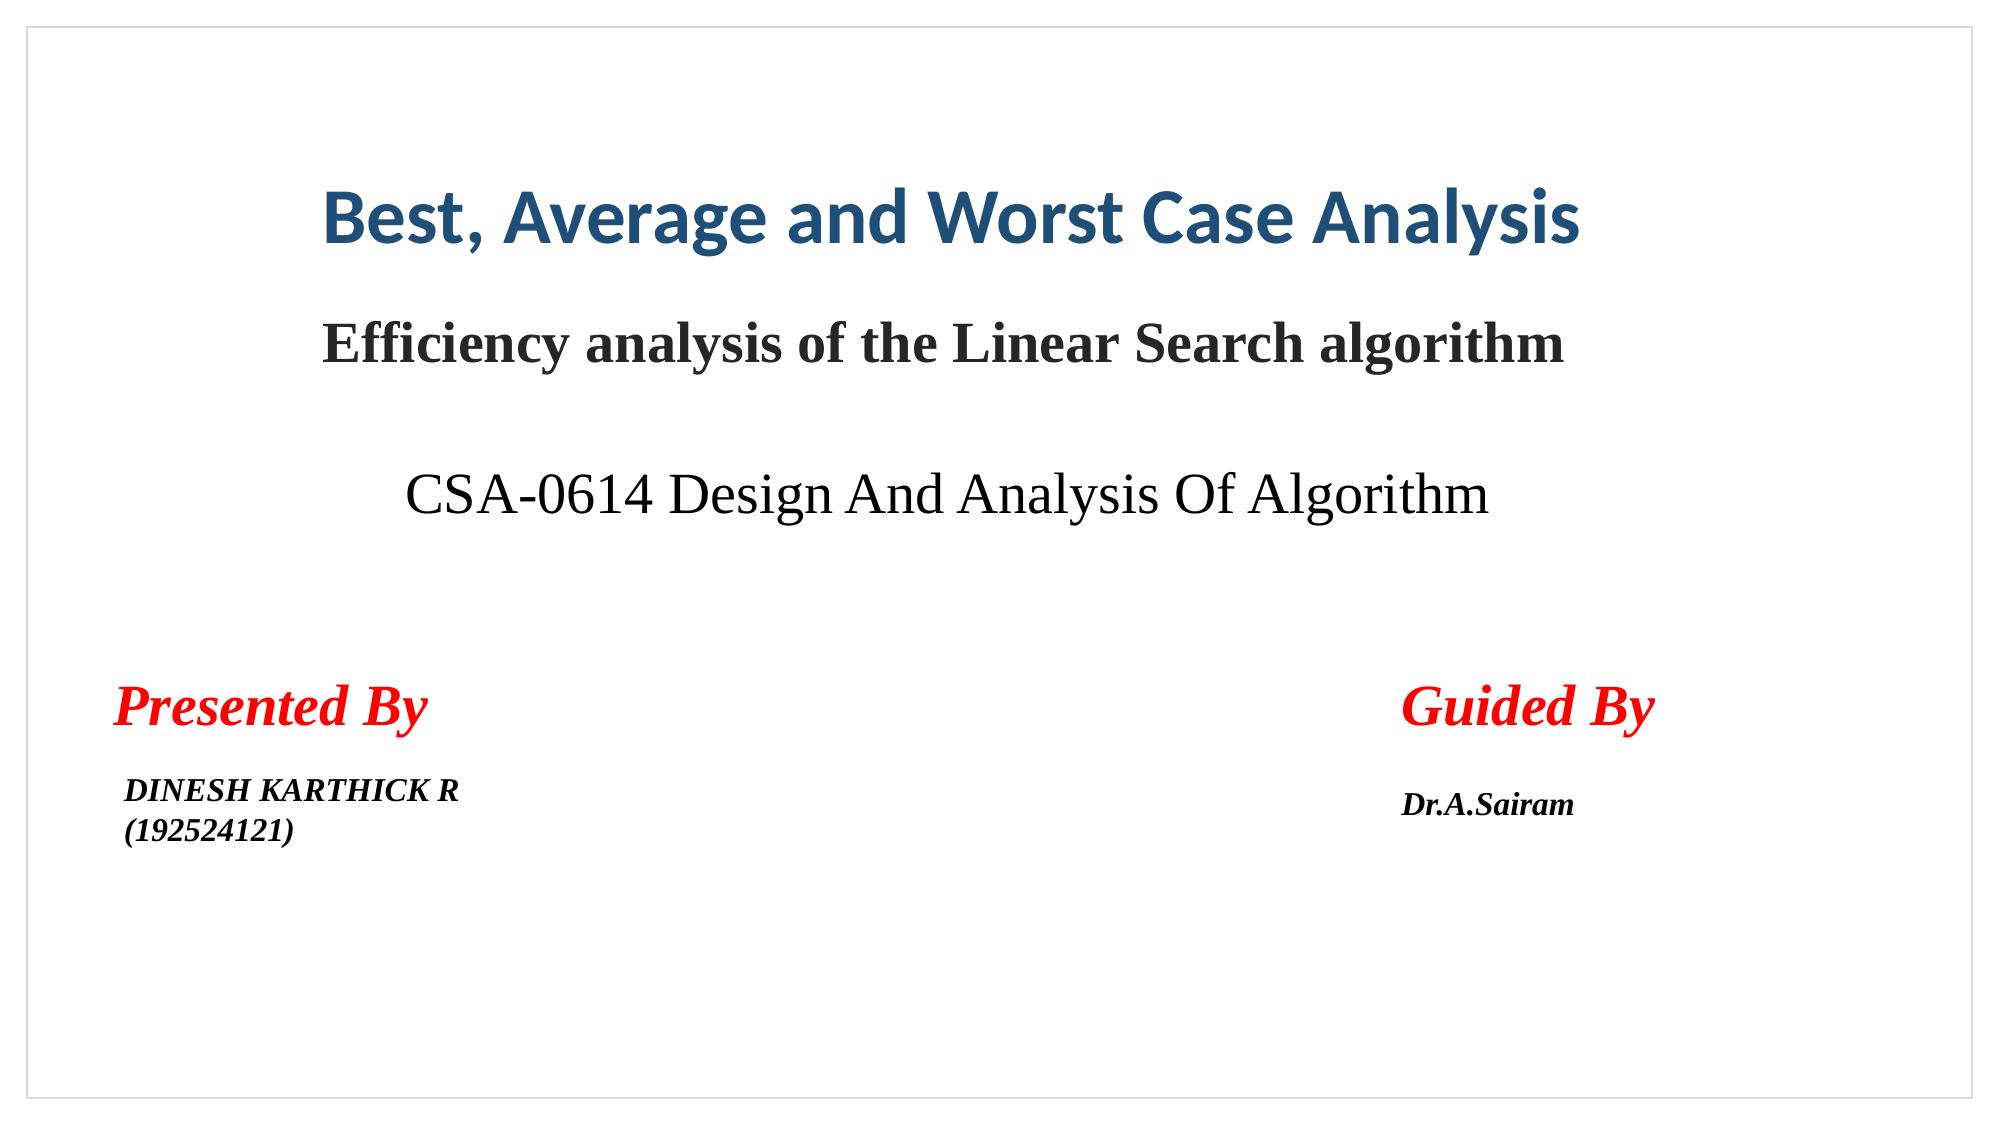 Best, Average and Worst Case Analysis
Efficiency analysis of the Linear Search algorithm
CSA-0614 Design And Analysis Of Algorithm
Presented By
Guided By
DINESH KARTHICK R
(192524121)
Dr.A.Sairam